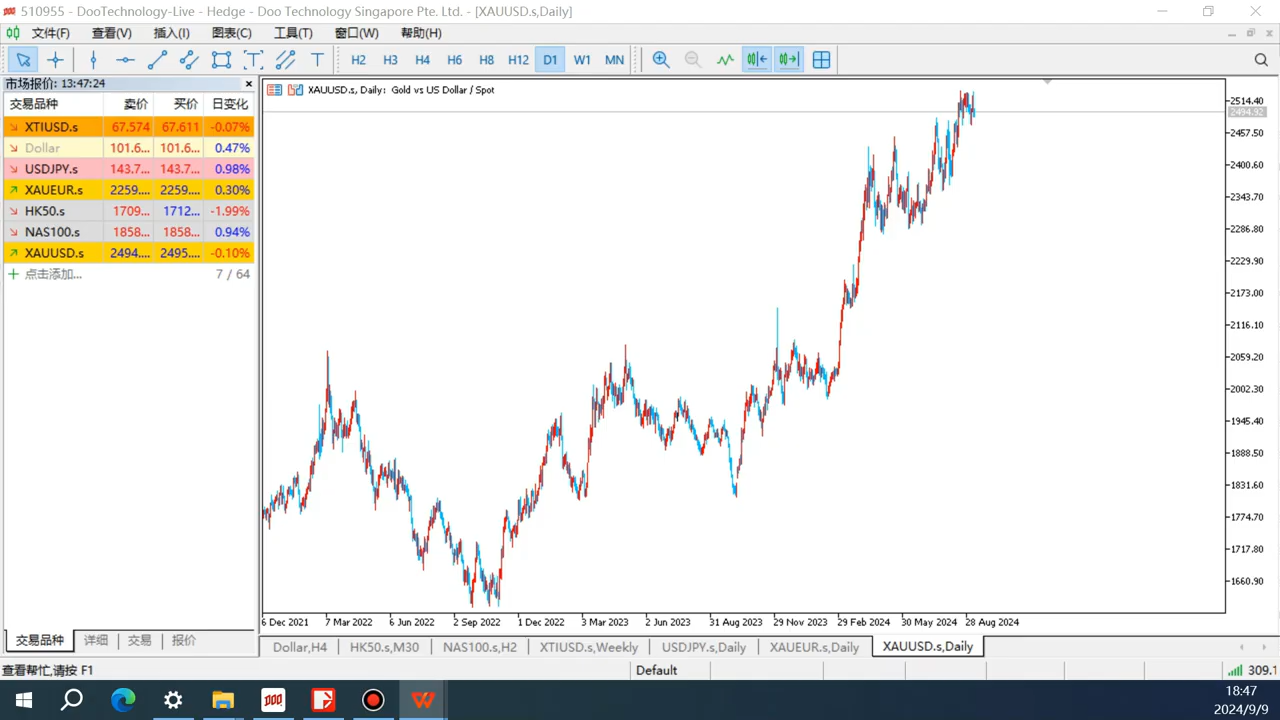 510955 - DooTechnology-Live - Hedge - Doo Technology Singapore Pte. Ltd. - [XAUUSD.s,Daily]
文件(F) 查看(V) 插入(I) 图表(C) 工具(T) 窗口(W) 帮助(H)
T T H2 H3 H4 H6 H8 H12 D1 W1 MN
市场报价: 13:47:24
交易品种 卖价 买价 日变化
XTIUSD.s 67.574 67.611 -0.07%
Dollar 101.6... 101.6... 0.47%
USDJPY.s 143.7... 143.7... 0.98%
XAUEUR.s 2259.... 2259.... 0.30%
HK50.s 1709... 1712... -1.99%
NAS100.s 1858... 1858... 0.94%
XAUUSD.s 2494.... 2495.... -0.10%
点击添加... 7 / 64
交易品种 详细 交易 报价
XAUUSD.s, Daily: Gold vs US Dollar / Spot
2514.40
2494.92
2457.50
2400.60
2343.70
2286.80
2229.90
2173.00
2116.10
2059.20
2002.30
1945.40
1888.50
1831.60
1774.70
1717.80
1660.90
6 Dec 2021 7 Mar 2022 6 Jun 2022 2 Sep 2022 1 Dec 2022 3 Mar 2023 2 Jun 2023 31 Aug 2023 29 Nov 2023 29 Feb 2024 30 May 2024 28 Aug 2024
Dollar,H4 HK50.s,M30 NAS100.s,H2 XTIUSD.s,Weekly USDJPY.s,Daily XAUEUR.s,Daily XAUUSD.s,Daily
查看帮忙,请按 F1 Default 309.1
18:47
2024/9/9